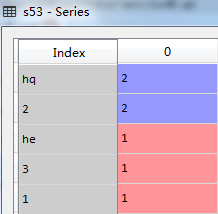 s53 - Series
Index 0
hq 2
2 2
he 1
3 1
1 1